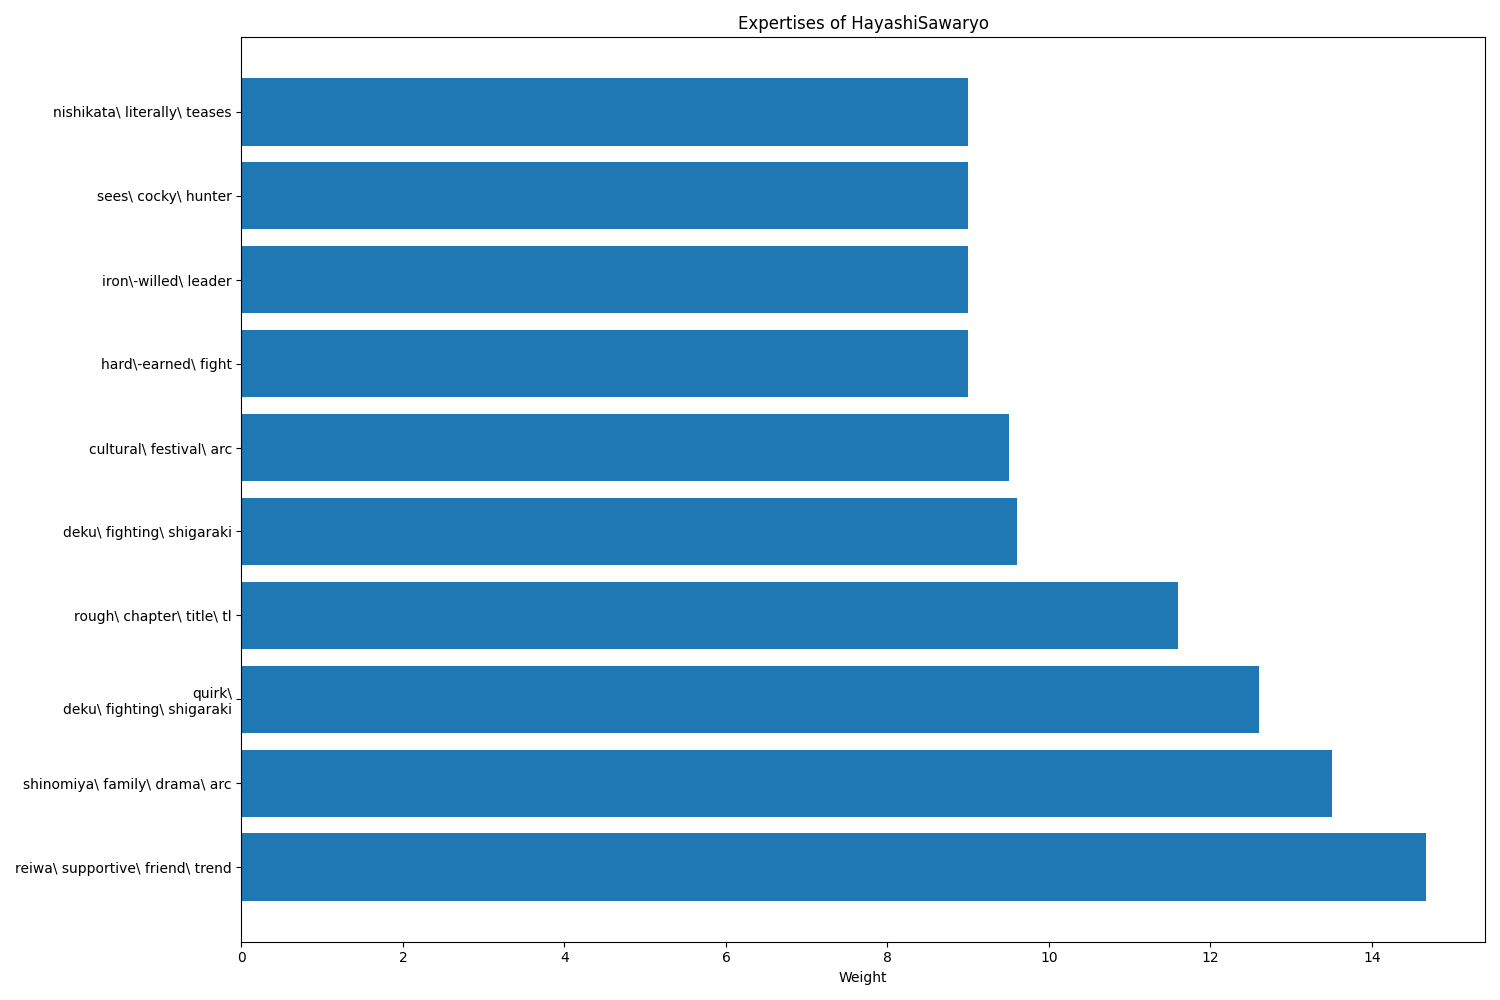 Expertises of HayashiSawaryo
nishikata\ literally\ teases
sees\ cocky\ hunter
iron\-willed\ leader
hard\-earned\ fight
cultural\ festival\ arc
deku\ fighting\ shigaraki
rough\ chapter\ title\ tl
quirk\
deku\ fighting\ shigaraki
shinomiya\ family\ drama\ arc
reiwa\ supportive\ friend\ trend
0 2 4 6 8 10 12 14
Weight